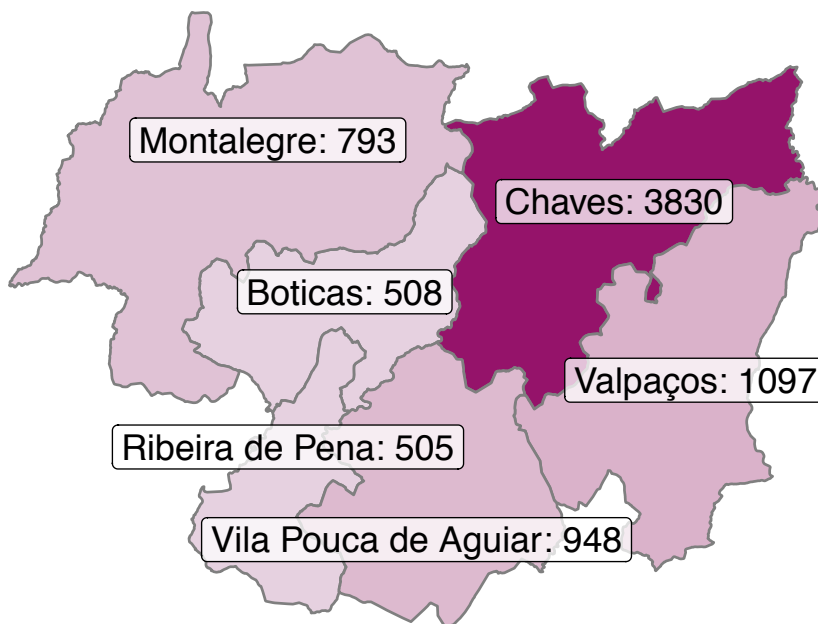 Montalegre: 793
Chaves: 3830
Boticas: 508
Valpaços: 1097
Ribeira de Pena: 505
Vila Pouca de Aguiar: 948